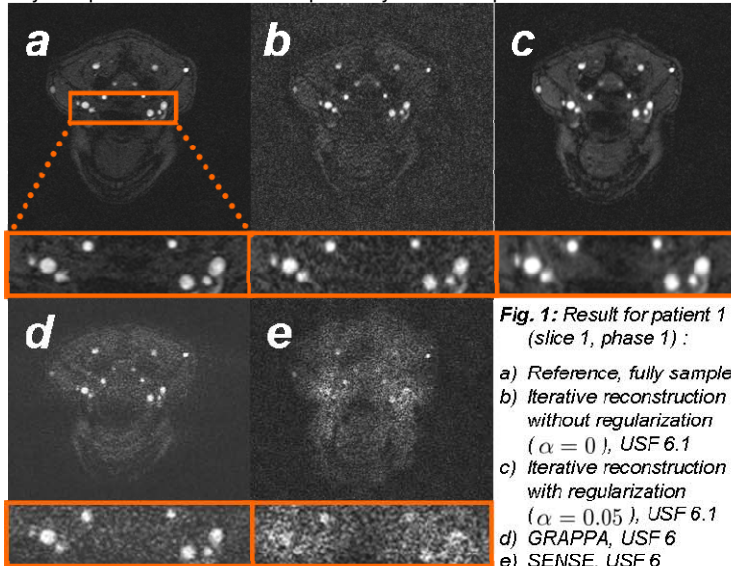 a
b
c
d
e
Fig. 1: Result for patient 1
(slice 1, phase 1) :
a) Reference, fully sample
b) Iterative reconstruction
without regularization
(α = 0), USF 6.1
c) Iterative reconstruction
with regularization
(α = 0.05), USF 6.1
d) GRAPPA, USF 6
e) SENSE, USF 6